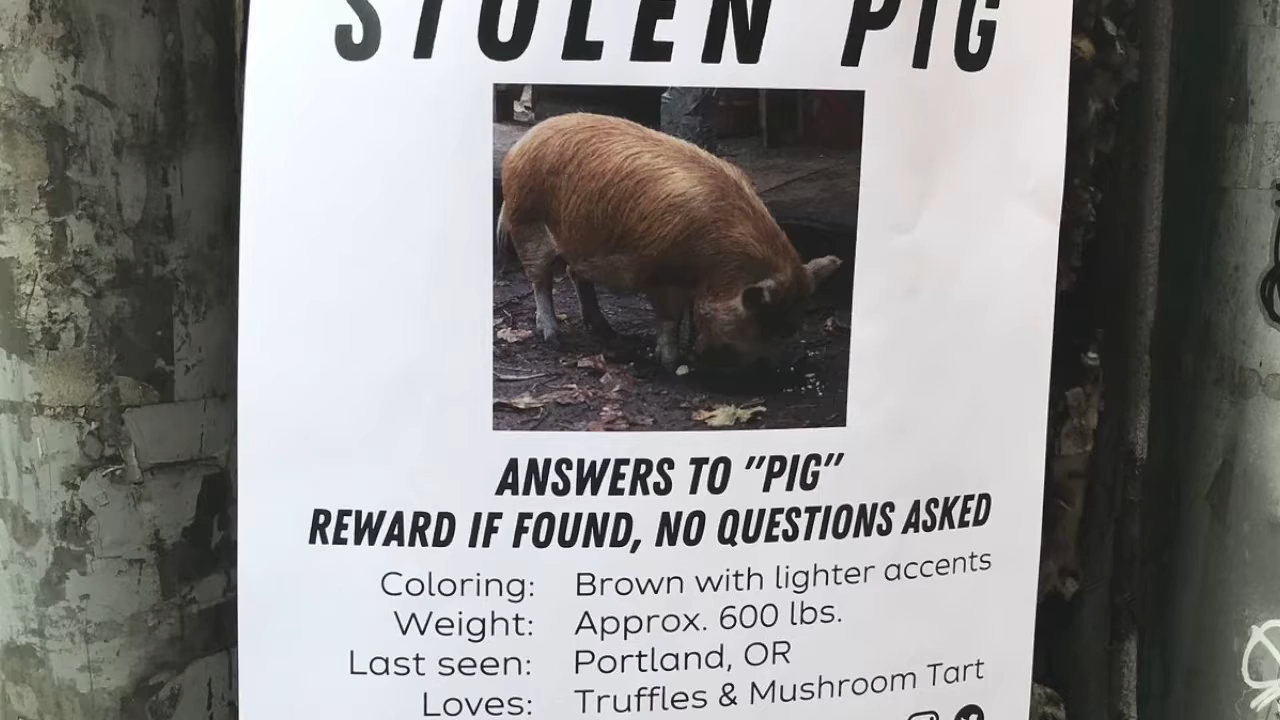 STOLEN PIG
ANSWERS TO "PIG"
REWARD IF FOUND, NO QUESTIONS ASKED
Coloring: Brown with lighter accents
Weight: Approx. 600 lbs.
Last seen: Portland, OR
Loves: Truffles & Mushroom Tart